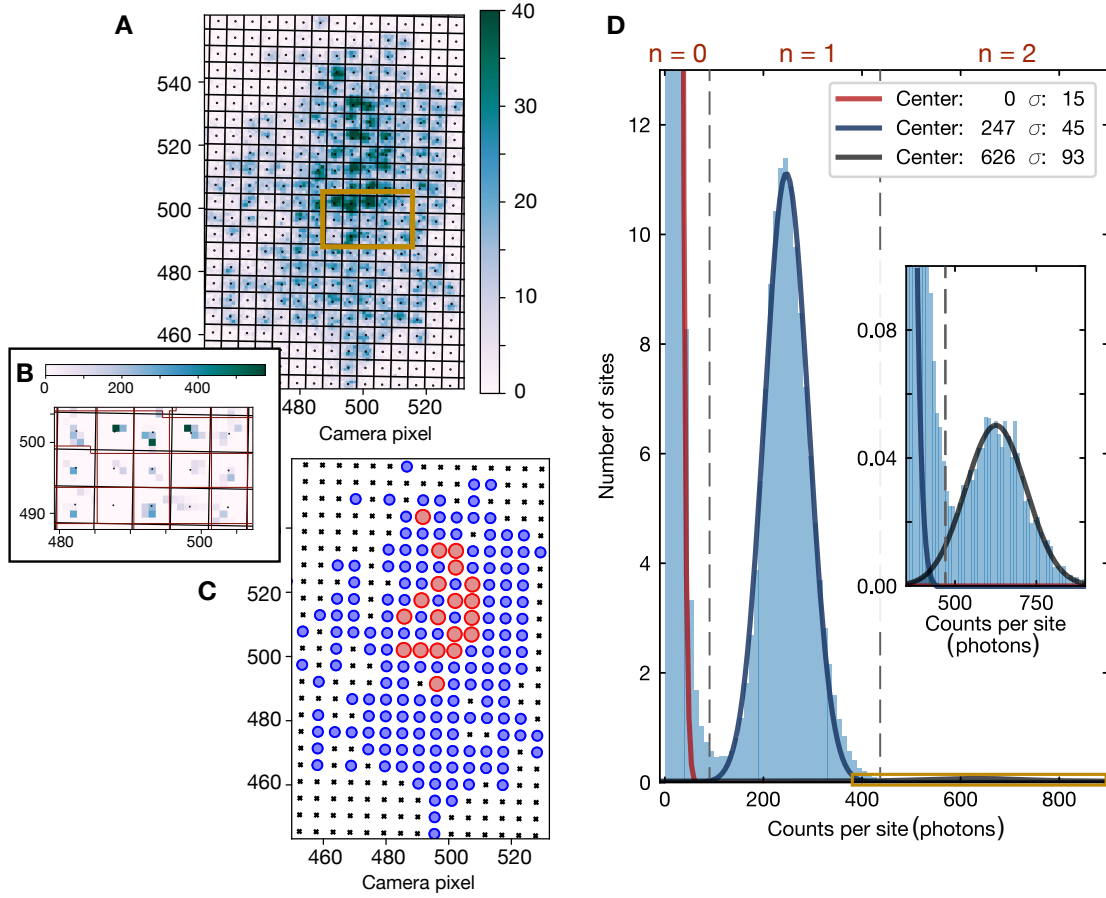 A
40
30
20
10
0
540
520
500
480
460
480 500 520
Camera pixel
B
0 200 400
500
490
480 500
C
520
500
480
460
460 480 500 520
Camera pixel
D
n = 0 n = 1 n = 2
Center: 0 σ: 15
Center: 247 σ: 45
Center: 626 σ: 93
12
10
8
6
4
2
0
Number of sites
0 200 400 600 800
Counts per site (photons)
0.08
0.04
0.00
500 750
Counts per site
(photons)